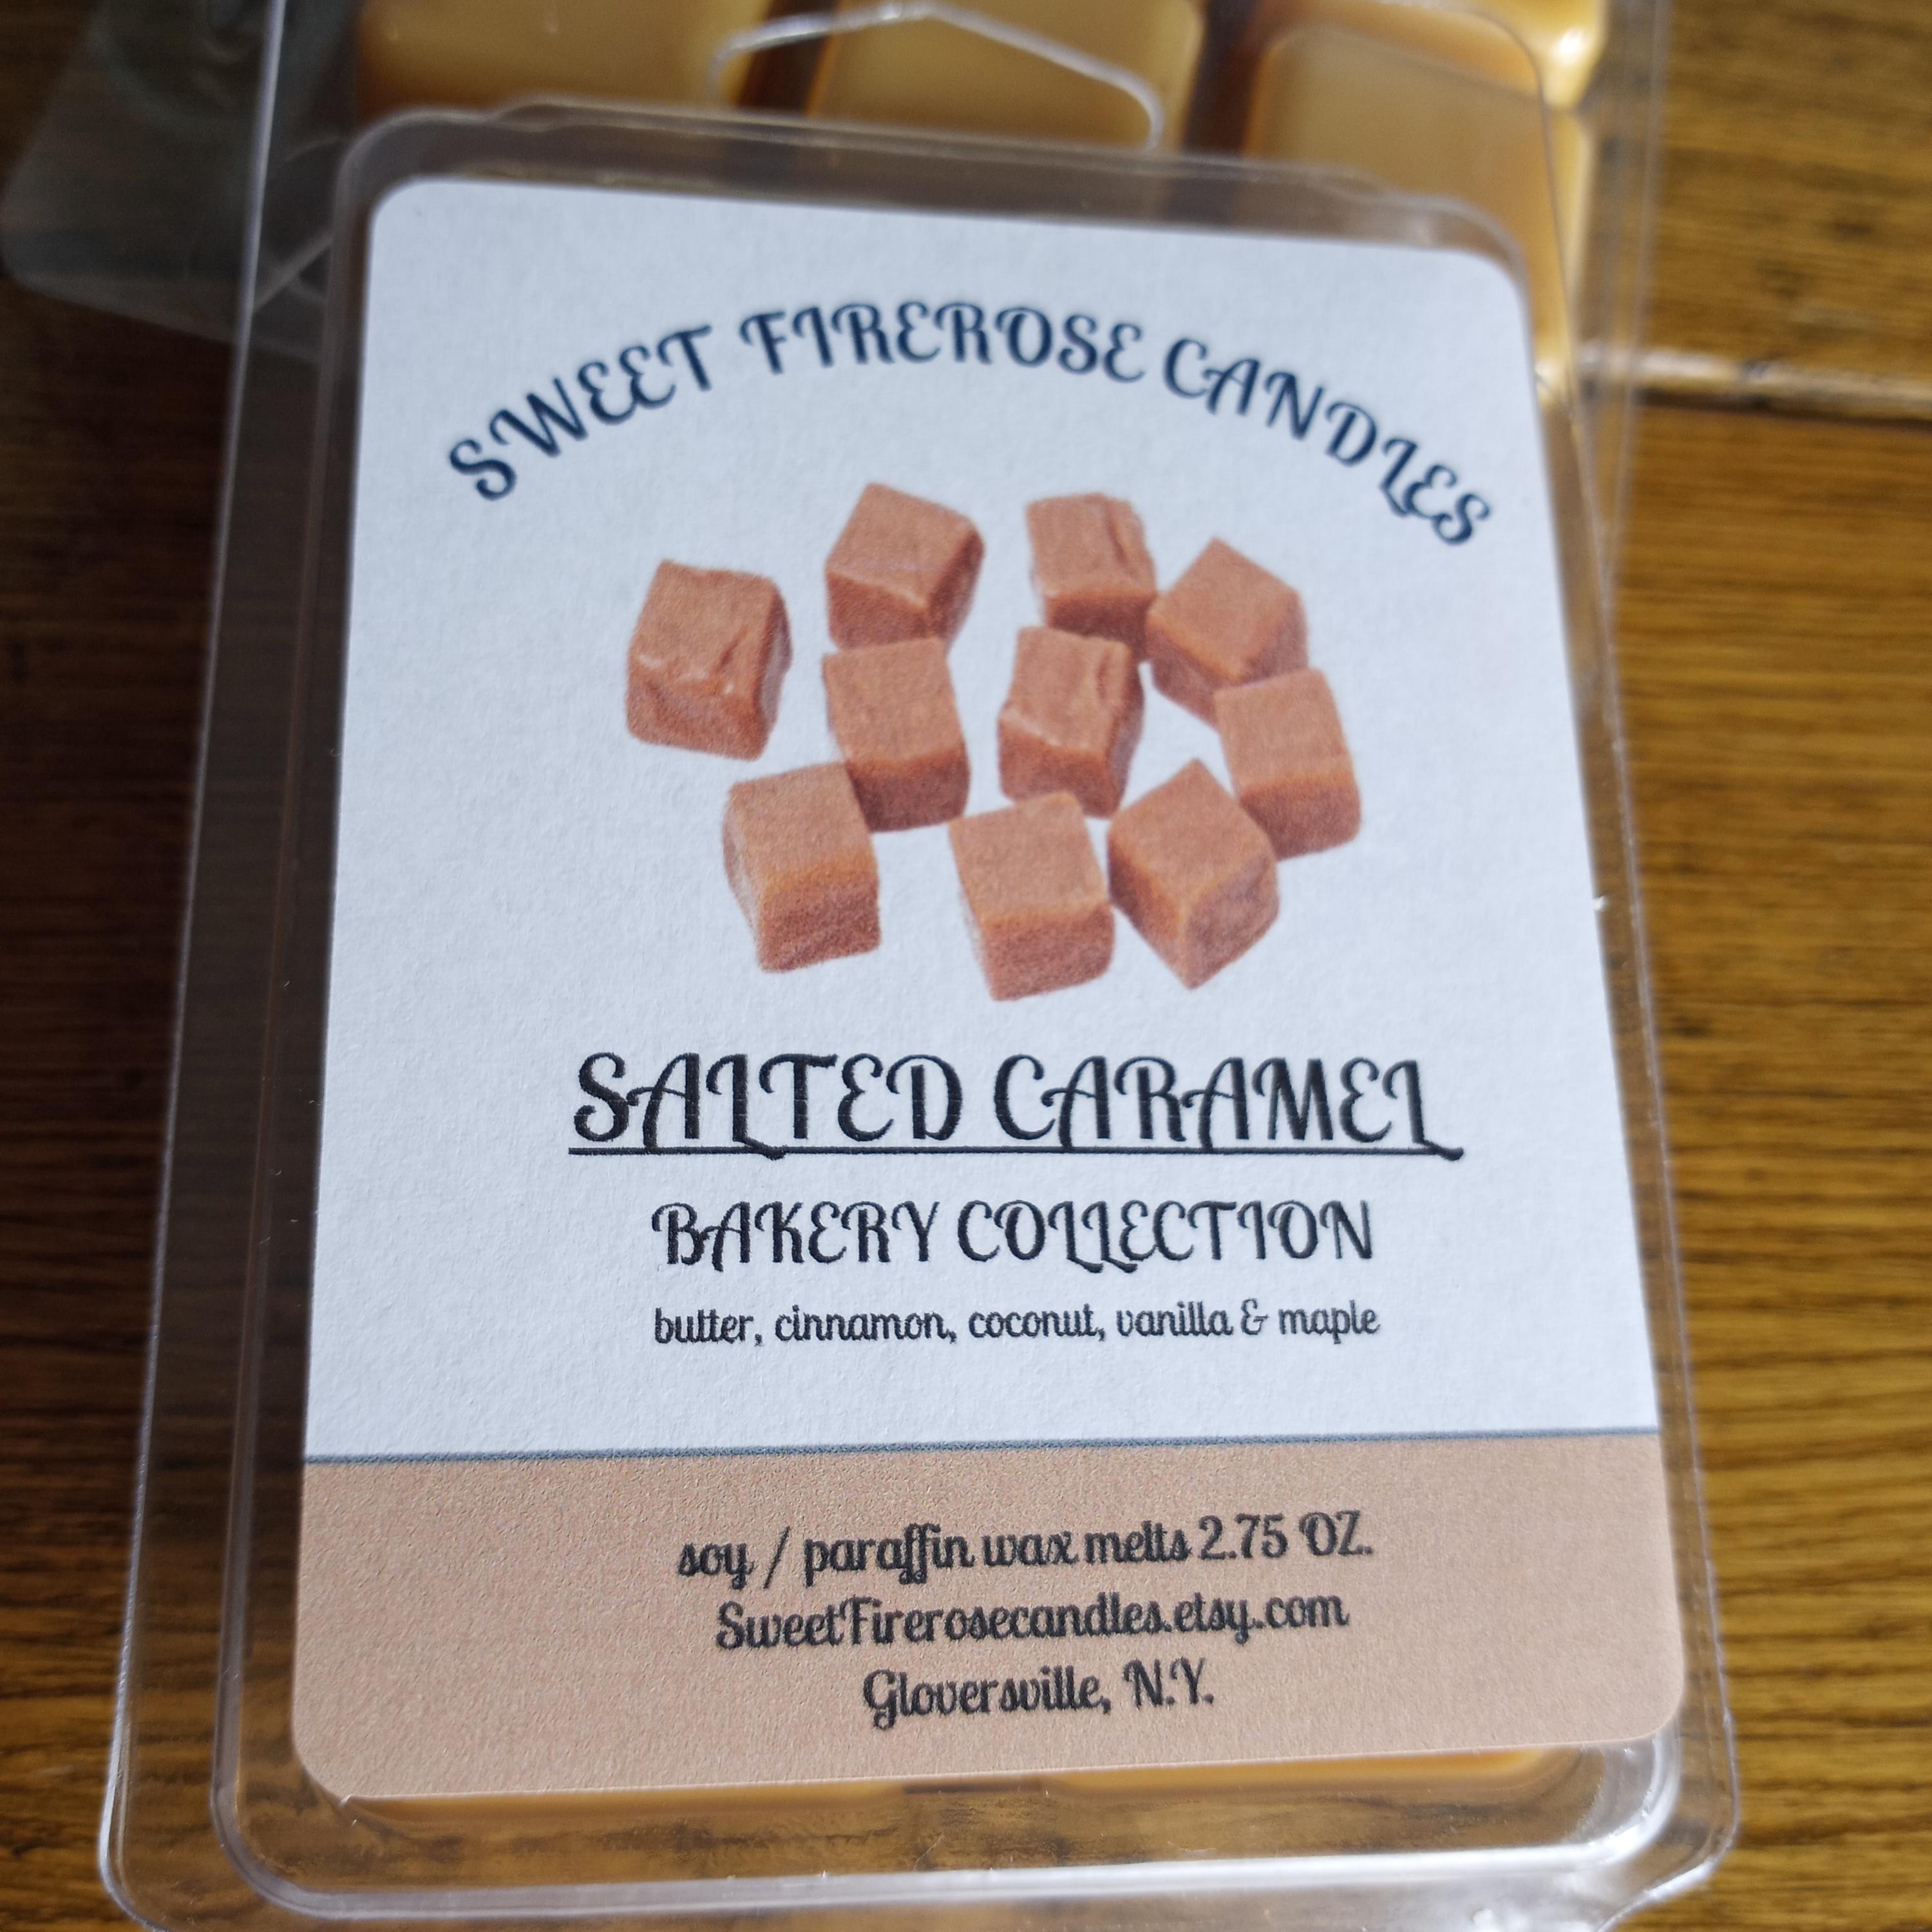 SWEET FIREROSE CANDLES
SALTED CARAMEL
BAKERY COLLECTION
butter, cinnamon, coconut, vanilla & maple
soy / paraffin wax melts 2.75 OZ.
SweetFirerosecandles.etsy.com
Gloversville, N.Y.